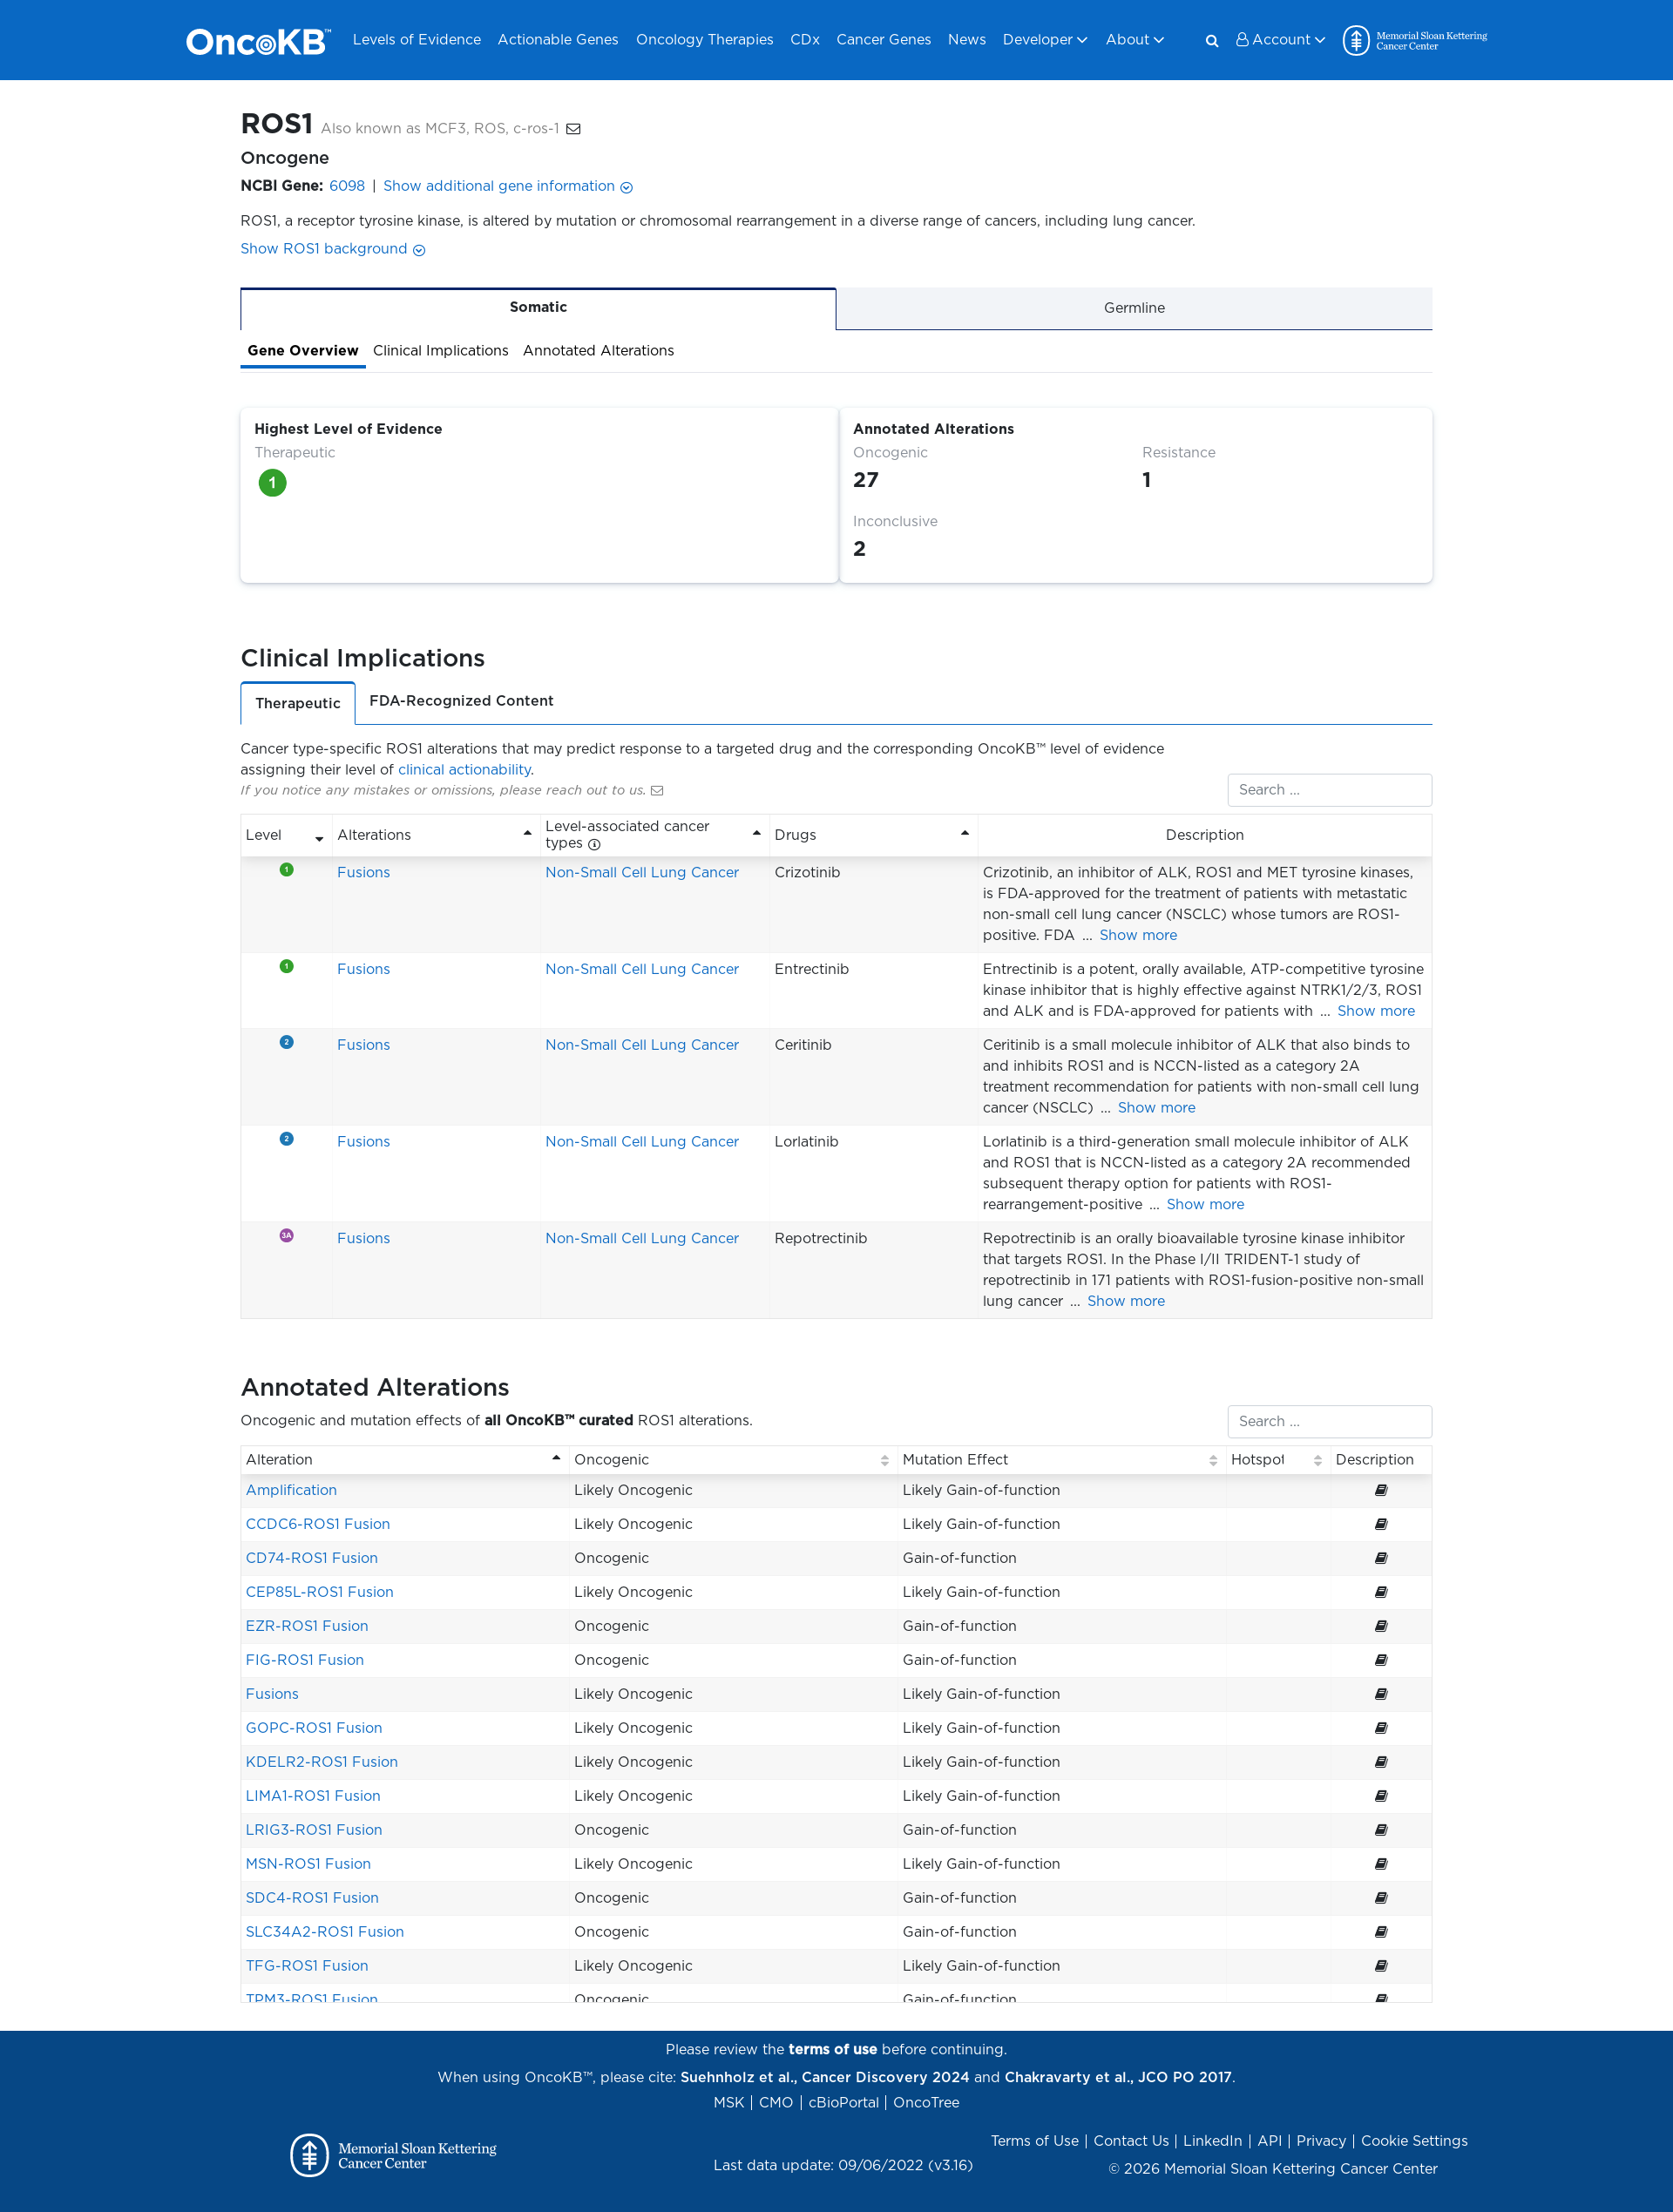 OncoKB™
Levels of Evidence Actionable Genes Oncology Therapies CDx Cancer Genes News Developer About Account Memorial Sloan Kettering
Cancer Center
ROS1 Also known as MCF3, ROS, c-ros-1
Oncogene
NCBI Gene: 6098 | Show additional gene information
ROS1, a receptor tyrosine kinase, is altered by mutation or chromosomal rearrangement in a diverse range of cancers, including lung cancer.
Show ROS1 background
Somatic Germline
Gene Overview Clinical Implications Annotated Alterations
Highest Level of Evidence
Therapeutic
1
Annotated Alterations
Oncogenic Resistance
27 1
Inconclusive
2
Clinical Implications
Therapeutic FDA-Recognized Content
Cancer type-specific ROS1 alterations that may predict response to a targeted drug and the corresponding OncoKB™ level of evidence
assigning their level of clinical actionability.
If you notice any mistakes or omissions, please reach out to us.
Search ...
Level Alterations Level-associated cancer
types Drugs Description
1 Fusions Non-Small Cell Lung Cancer Crizotinib Crizotinib, an inhibitor of ALK, ROS1 and MET tyrosine kinases,
is FDA-approved for the treatment of patients with metastatic
non-small cell lung cancer (NSCLC) whose tumors are ROS1-
positive. FDA ... Show more
1 Fusions Non-Small Cell Lung Cancer Entrectinib Entrectinib is a potent, orally available, ATP-competitive tyrosine
kinase inhibitor that is highly effective against NTRK1/2/3, ROS1
and ALK and is FDA-approved for patients with ... Show more
2 Fusions Non-Small Cell Lung Cancer Ceritinib Ceritinib is a small molecule inhibitor of ALK that also binds to
and inhibits ROS1 and is NCCN-listed as a category 2A
treatment recommendation for patients with non-small cell lung
cancer (NSCLC) ... Show more
2 Fusions Non-Small Cell Lung Cancer Lorlatinib Lorlatinib is a third-generation small molecule inhibitor of ALK
and ROS1 that is NCCN-listed as a category 2A recommended
subsequent therapy option for patients with ROS1-
rearrangement-positive ... Show more
3A Fusions Non-Small Cell Lung Cancer Repotrectinib Repotrectinib is an orally bioavailable tyrosine kinase inhibitor
that targets ROS1. In the Phase I/II TRIDENT-1 study of
repotrectinib in 171 patients with ROS1-fusion-positive non-small
lung cancer ... Show more
Annotated Alterations
Oncogenic and mutation effects of all OncoKB™ curated ROS1 alterations.
Search ...
Alteration Oncogenic Mutation Effect Hotspot Description
Amplification Likely Oncogenic Likely Gain-of-function
CCDC6-ROS1 Fusion Likely Oncogenic Likely Gain-of-function
CD74-ROS1 Fusion Oncogenic Gain-of-function
CEP85L-ROS1 Fusion Likely Oncogenic Likely Gain-of-function
EZR-ROS1 Fusion Oncogenic Gain-of-function
FIG-ROS1 Fusion Oncogenic Gain-of-function
Fusions Likely Oncogenic Likely Gain-of-function
GOPC-ROS1 Fusion Likely Oncogenic Likely Gain-of-function
KDELR2-ROS1 Fusion Likely Oncogenic Likely Gain-of-function
LIMA1-ROS1 Fusion Likely Oncogenic Likely Gain-of-function
LRIG3-ROS1 Fusion Oncogenic Gain-of-function
MSN-ROS1 Fusion Likely Oncogenic Likely Gain-of-function
SDC4-ROS1 Fusion Oncogenic Gain-of-function
SLC34A2-ROS1 Fusion Oncogenic Gain-of-function
TFG-ROS1 Fusion Likely Oncogenic Likely Gain-of-function
TPM3-ROS1 Fusion Oncogenic Gain-of-function
Please review the terms of use before continuing.
When using OncoKB™, please cite: Suehnholz et al., Cancer Discovery 2024 and Chakravarty et al., JCO PO 2017.
MSK | CMO | cBioPortal | OncoTree
Memorial Sloan Kettering
Cancer Center
Last data update: 09/06/2022 (v3.16)
Terms of Use | Contact Us | LinkedIn | API | Privacy | Cookie Settings
© 2026 Memorial Sloan Kettering Cancer Center